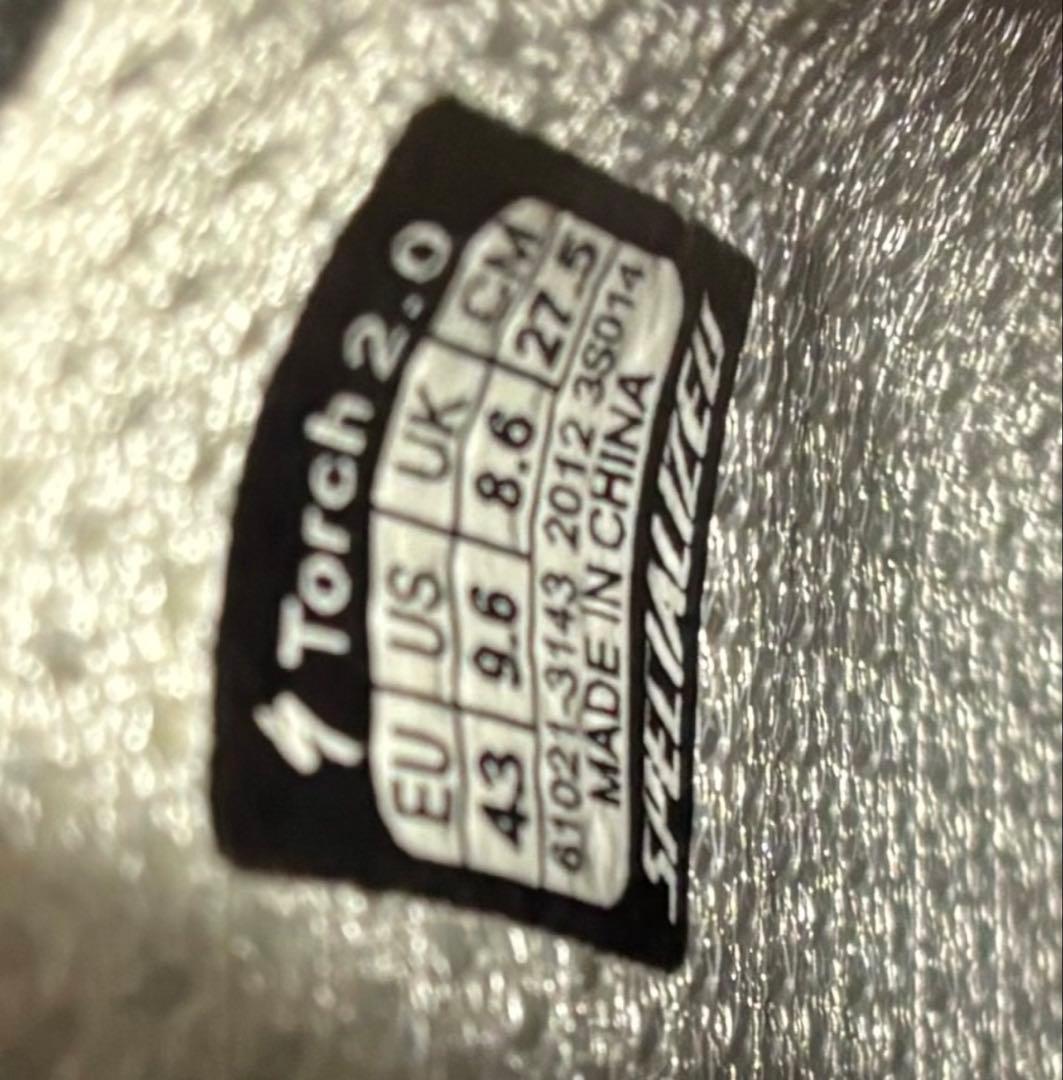 Torch 2.0
EU US UK CM
43 9.6 8.6 27.5
61021-3143 2012 3S014
MADE IN CHINA
SPECIALIZED